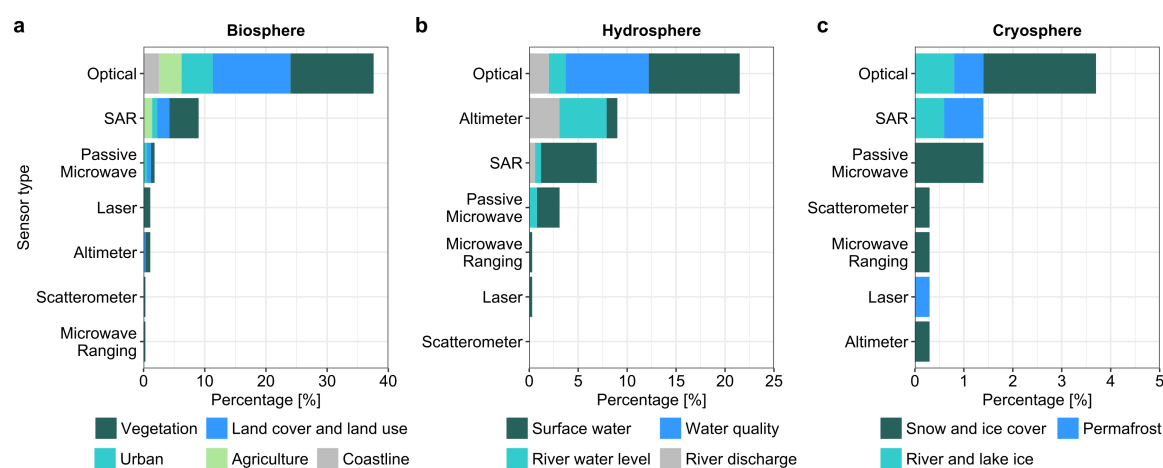 a
Biosphere
Sensor type
Optical
SAR
Passive
Microwave
Laser
Altimeter
Scatterometer
Microwave
Ranging
0 10 20 30 40
Percentage [%]
Vegetation Land cover and land use
Urban Agriculture Coastline
b
Hydrosphere
Optical
Altimeter
SAR
Passive
Microwave
Microwave
Ranging
Laser
Scatterometer
0 5 10 15 20 25
Percentage [%]
Surface water Water quality
River water level River discharge
c
Cryosphere
Optical
SAR
Passive
Microwave
Scatterometer
Microwave
Ranging
Laser
Altimeter
0 1 2 3 4 5
Percentage [%]
Snow and ice cover Permafrost
River and lake ice